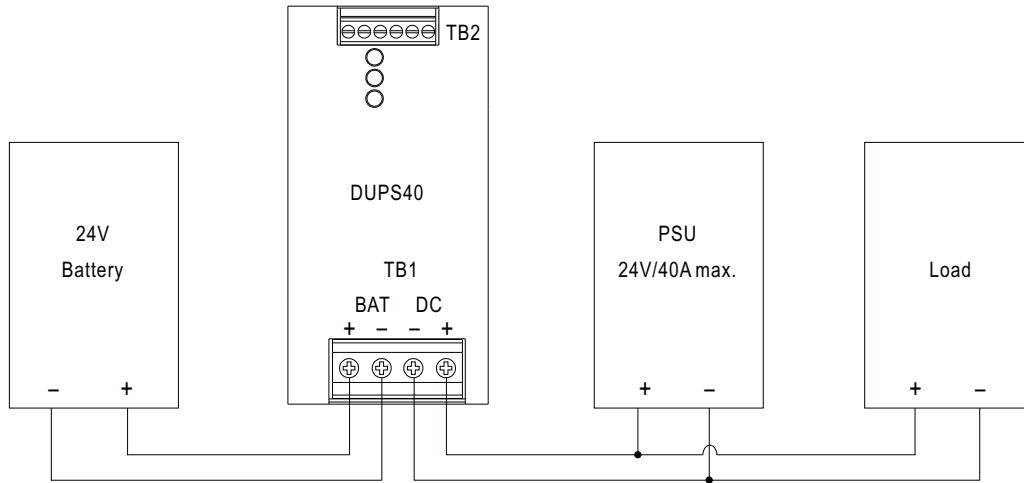 TB2
DUPS40
24V
Battery
TB1
BAT DC
+ − − +
− +
PSU
24V/40A max.
+ −
Load
+ −